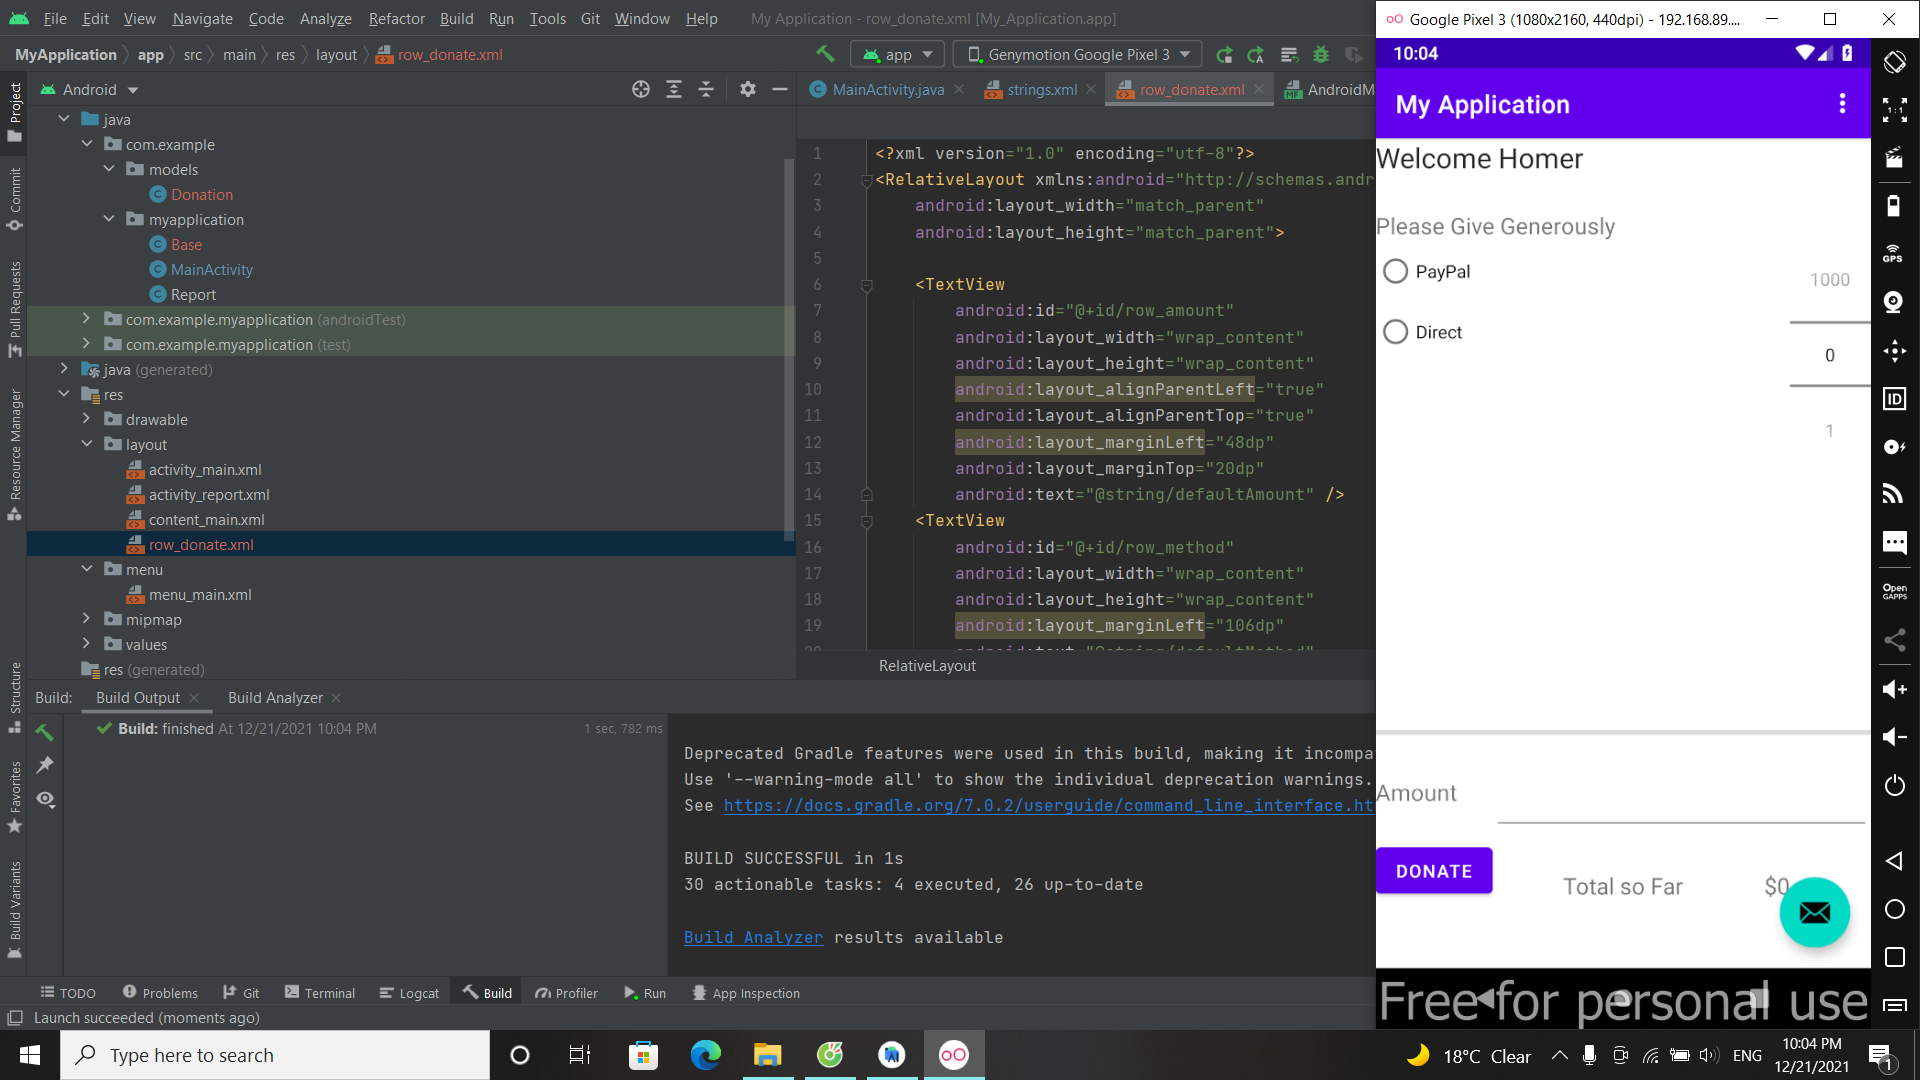 File Edit View Navigate Code Analyze Refactor Build Run Tools Git Window Help My Application - row_donate.xml [My_Application.app]
MyApplication app src main res layout row_donate.xml
app Genymotion Google Pixel 3
Android
MainActivity.java strings.xml row_donate.xml AndroidM
Project
Commit
Pull Requests
Resource Manager
Structure
Favorites
Build Variants
java
com.example
models
Donation
myapplication
Base
MainActivity
Report
com.example.myapplication (androidTest)
com.example.myapplication (test)
java (generated)
res
drawable
layout
activity_main.xml
activity_report.xml
content_main.xml
row_donate.xml
menu
menu_main.xml
mipmap
values
res (generated)
1 <?xml version="1.0" encoding="utf-8"?>
2 <RelativeLayout xmlns:android="http://schemas.andr
3 android:layout_width="match_parent"
4 android:layout_height="match_parent">
5
6 <TextView
7 android:id="@+id/row_amount"
8 android:layout_width="wrap_content"
9 android:layout_height="wrap_content"
10 android:layout_alignParentLeft="true"
11 android:layout_alignParentTop="true"
12 android:layout_marginLeft="48dp"
13 android:layout_marginTop="20dp"
14 android:text="@string/defaultAmount" />
15 <TextView
16 android:id="@+id/row_method"
17 android:layout_width="wrap_content"
18 android:layout_height="wrap_content"
19 android:layout_marginLeft="106dp"
RelativeLayout
Build: Build Output Build Analyzer
Build: finished At 12/21/2021 10:04 PM 1 sec, 782 ms
Deprecated Gradle features were used in this build, making it incompa
Use '--warning-mode all' to show the individual deprecation warnings.
See https://docs.gradle.org/7.0.2/userguide/command_line_interface.ht
BUILD SUCCESSFUL in 1s
30 actionable tasks: 4 executed, 26 up-to-date
Build Analyzer results available
TODO Problems Git Terminal Logcat Build Profiler Run App Inspection
Launch succeeded (moments ago)
Google Pixel 3 (1080x2160, 440dpi) - 192.168.89....
10:04
My Application
Welcome Homer
Please Give Generously
PayPal
Direct
1000
0
1
Amount
DONATE
Total so Far
$0
Free for personal use
1:1
GPS
ID
Open
GAPPS
Type here to search
18°C Clear
ENG
10:04 PM
12/21/2021
1